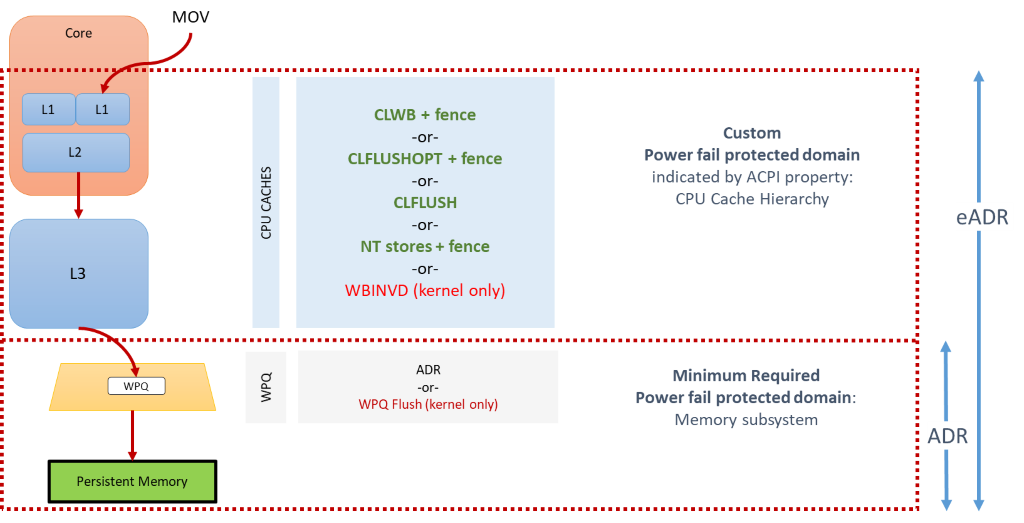 MOV
Core
L1
L1
L2
L3
CPU CACHES
CLWB + fence
-or-
CLFLUSHOPT + fence
-or-
CLFLUSH
-or-
NT stores + fence
-or-
WBINVD (kernel only)
Custom
Power fail protected domain
indicated by ACPI property:
CPU Cache Hierarchy
eADR
WPQ
Persistent Memory
WPQ
ADR
-or-
WPQ Flush (kernel only)
Minimum Required
Power fail protected domain:
Memory subsystem
ADR